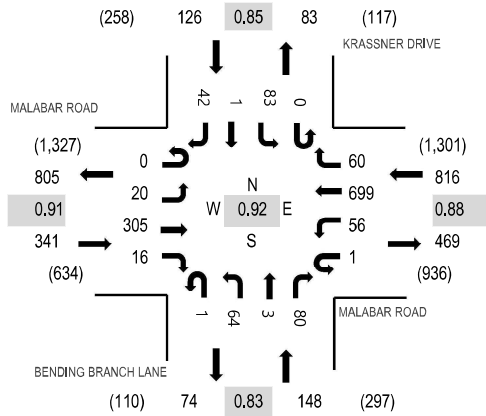 (258) 126 0.85 83 (117)
KRASSNER DRIVE
MALABAR ROAD
42 1 83 0
(1,327) (1,301)
0 60
805 816
20 699
N
0.91 W 0.92 E 0.88
305 56
S
341 469
16 1
(634) (936)
1 64 3 80
MALABAR ROAD
BENDING BRANCH LANE
(110) 74 0.83 148 (297)